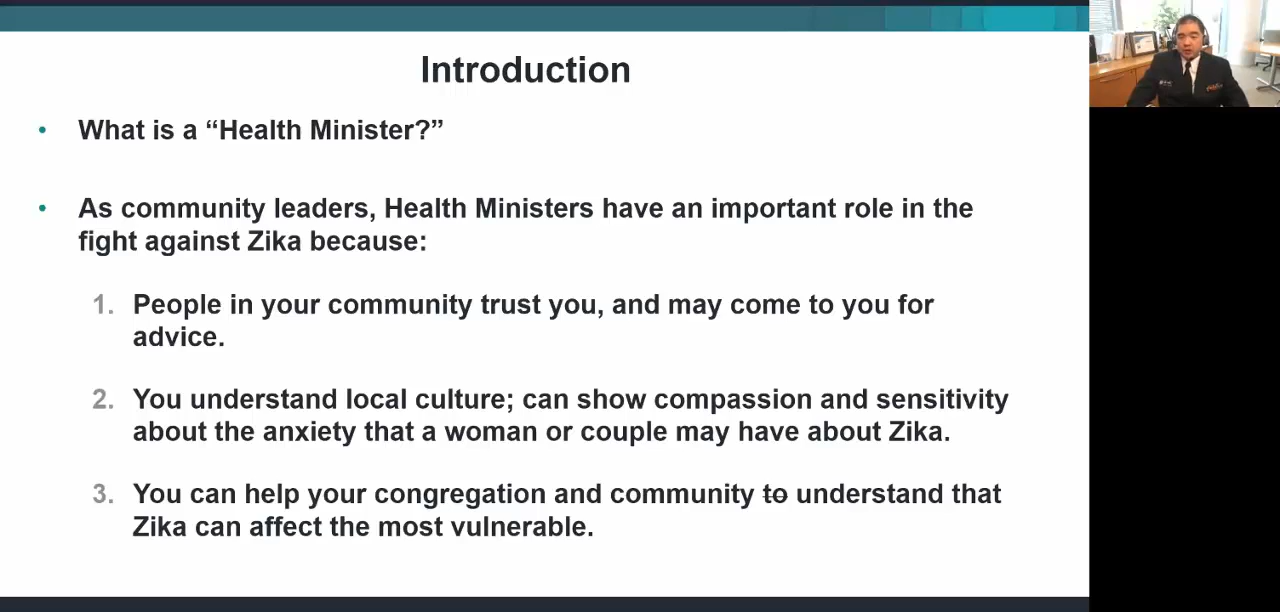 Introduction
• What is a “Health Minister?”
• As community leaders, Health Ministers have an important role in the
fight against Zika because:
1. People in your community trust you, and may come to you for
advice.
2. You understand local culture; can show compassion and sensitivity
about the anxiety that a woman or couple may have about Zika.
3. You can help your congregation and community to understand that
Zika can affect the most vulnerable.